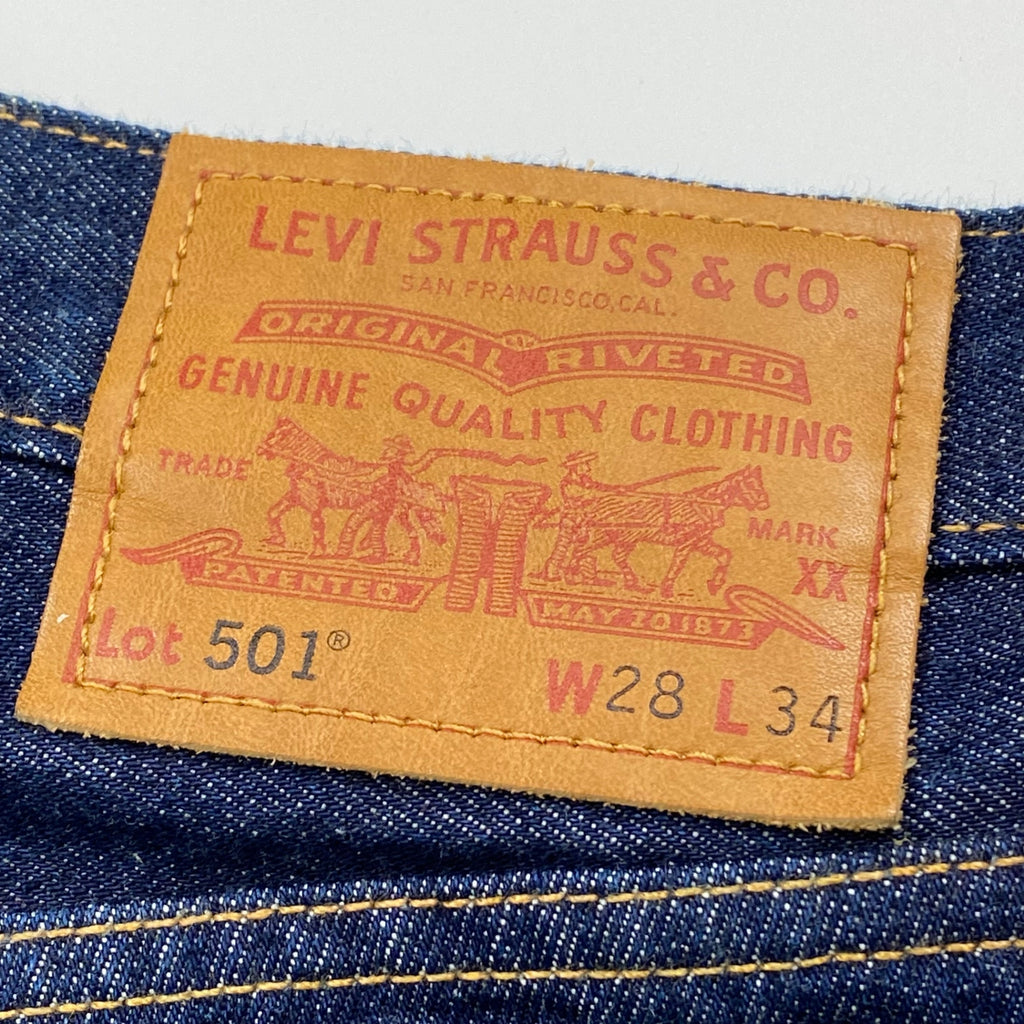 LEVI STRAUSS & CO.
SAN FRANCISCO, CAL.
ORIGINAL RIVETED
GENUINE QUALITY CLOTHING
TRADE MARK
XX
PATENTED MAY 20 1873
Lot 501® W28 L34